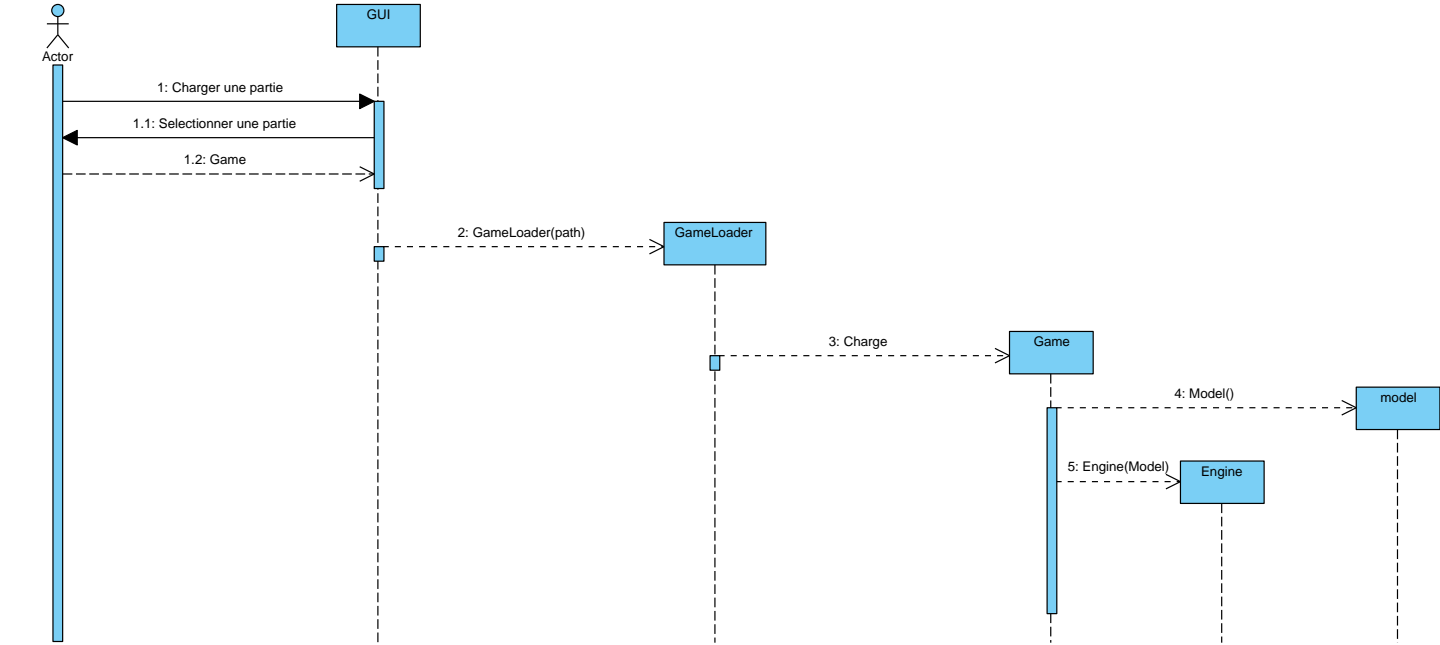 GUI
Actor
1: Charger une partie
1.1: Selectionner une partie
1.2: Game
2: GameLoader(path)
GameLoader
3: Charge
Game
4: Model()
model
5: Engine(Model)
Engine